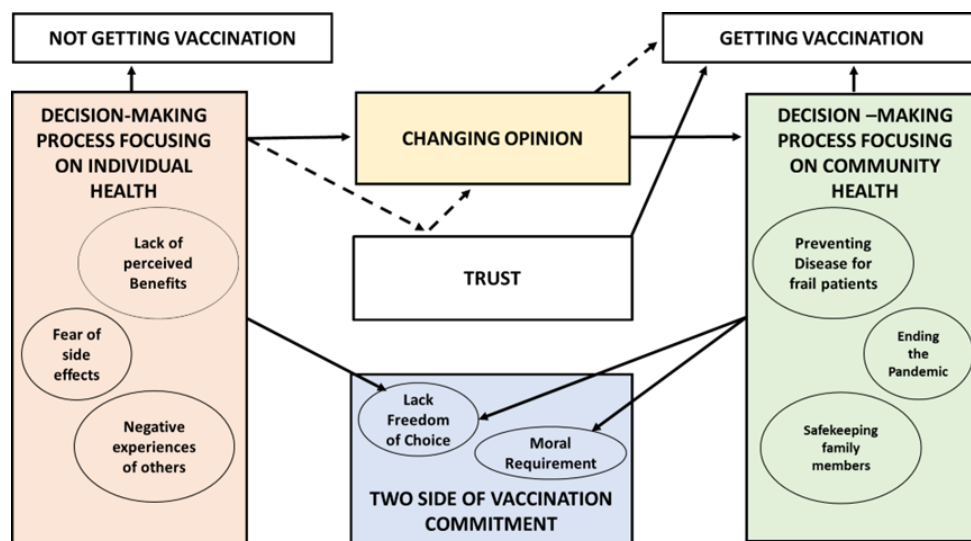 NOT GETTING VACCINATION
GETTING VACCINATION
DECISION-MAKING
PROCESS FOCUSING
ON INDIVIDUAL
HEALTH
Lack of
perceived
Benefits
Fear of
side
effects
Negative
experiences
of others
CHANGING OPINION
TRUST
Lack
Freedom
of Choice
Moral
Requirement
TWO SIDE OF VACCINATION
COMMITMENT
DECISION –MAKING
PROCESS FOCUSING
ON COMMUNITY
HEALTH
Preventing
Disease for
frail patients
Ending
the
Pandemic
Safekeeping
family
members